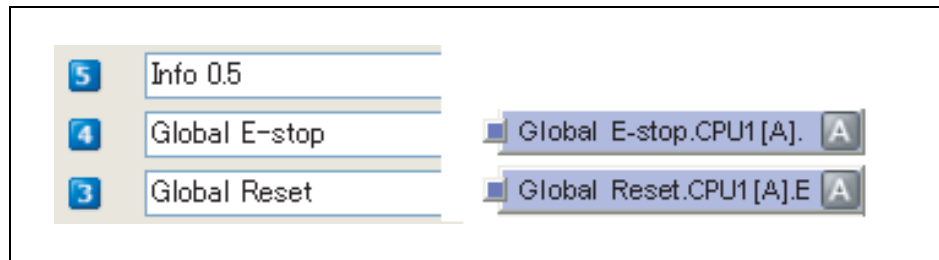 5 Info 0.5
4 Global E-stop Global E-stop.CPU1[A]. A
3 Global Reset Global Reset.CPU1[A].E A